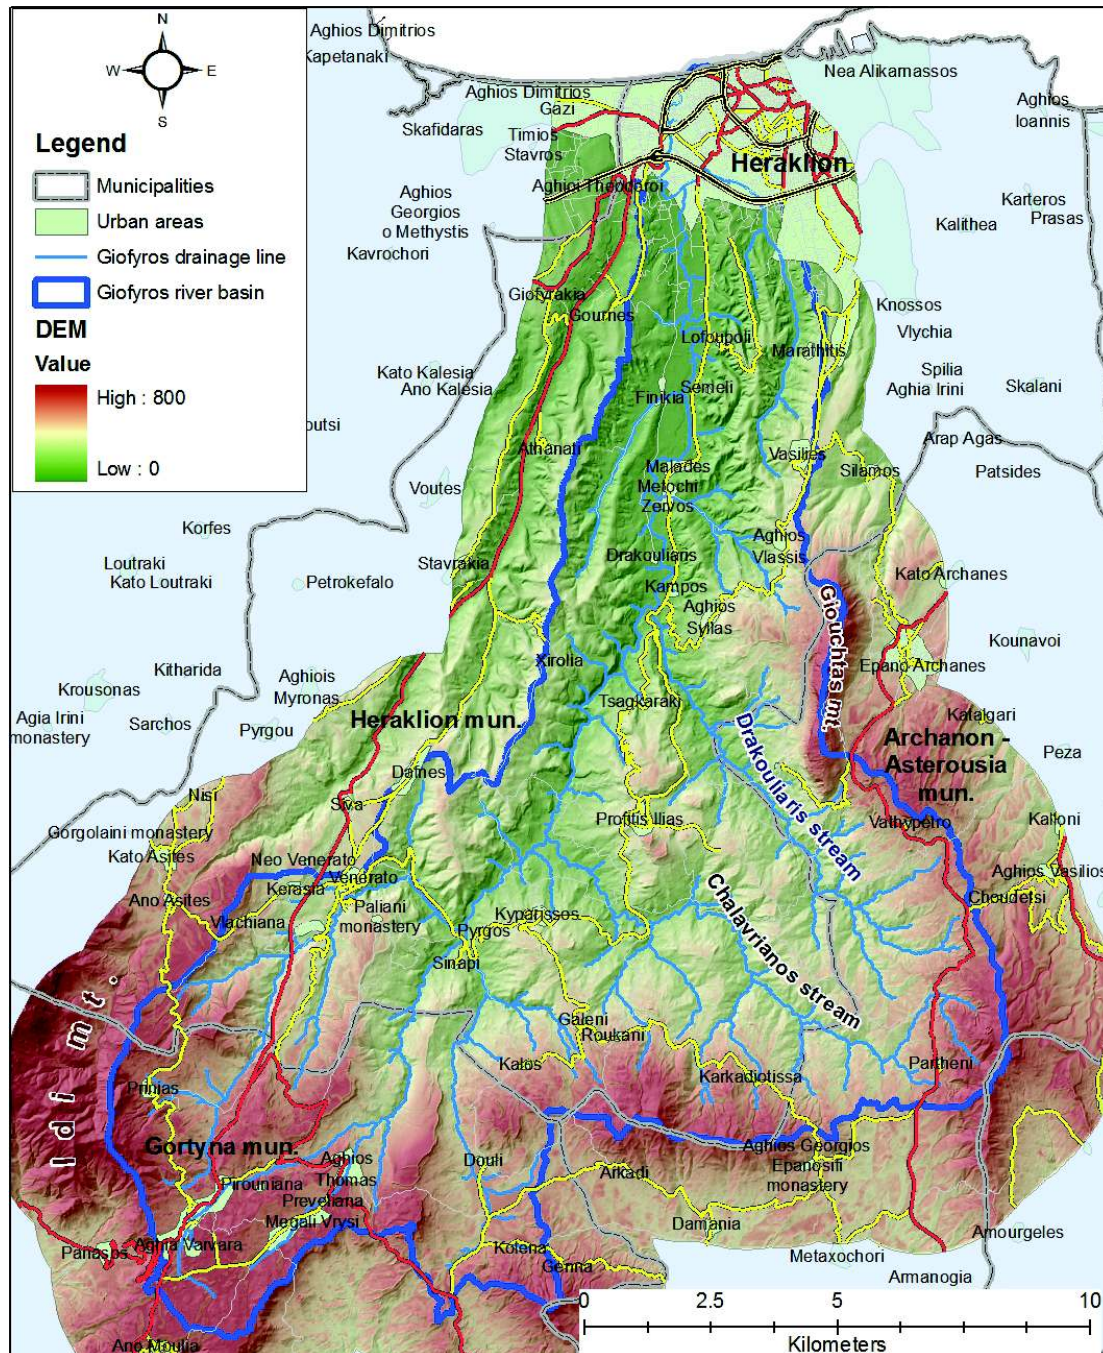 N
W E
S
Legend
Municipalities
Urban areas
Giofyros drainage line
Giofyros river basin
DEM
Value
High : 800
Low : 0
Aghios Dimitrios
Kapetanaki
Nea Alikarnassos
Aghios Dimitrios
Gazi
Aghios
Ioannis
Skafidaras
Timios
Stavros
Heraklion
Aghioi Theodoroi
Aghios
Georgios
o Methystis
Karteros
Prasas
Kalithea
Kavrochori
Giofyrakia
Gournes
Knossos
Lofoupoli
Vlychia
Marathitis
Kato Kalesia
Ano Kalesia
Semeli
Spilia
Aghia Irini
Skalani
Finikia
outsi
Athanati
Arap Agas
Vasilies
Silamos
Patsides
Voutes
Malades
Metochi
Zervos
Korfes
Aghios
Vlassis
Loutraki
Kato Loutraki
Petrokefalo
Stavrakia
Drakoulians
Kampos
Kato Archanes
Aghios
Syllas
Giouchtas mt.
Kounavoi
Xirolia
Epano Archanes
Kitharida
Aghiois
Myronas
Krousonas
Agia Irini
monastery
Sarchos
Pyrgou
Tsagkaraki
Heraklion mun.
Katalgari
Archanon -
Asterousia
mun.
Peza
Drakouliaris stream
Dafnes
Nisi
Siva
Gorgolaini monastery
Kato Asites
Profitis Ilias
Vathypetro
Kalloni
Neo Venerato
Venerato
Kerasia
Aghios Vasilios
Ano Asites
Choudetsi
Vlachiana
Paliani
monastery
Kyparissos
Pyrgos
Chalavrianos stream
Sinapi
Idi mt.
Galeni
Roukani
Kalos
Partheni
Karkadiotissa
Prinias
Gortyna mun.
Aghios
Thomas
Douli
Aghios Georgios
Epanosifi
monastery
Arkadi
Pirouniana
Preveliana
Megali Vrysi
Damania
Amourgeles
Panasos
Aghia Varvara
Kolena
Metaxochori
Genna
Armanogia
Ano Moulia
0 2.5 5 10
Kilometers